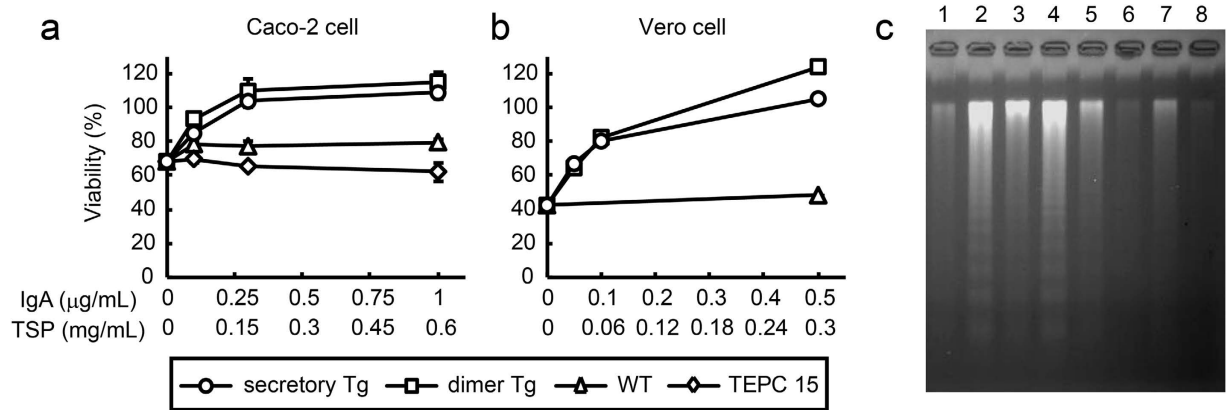 a
Caco-2 cell
Viability (%)
120
100
80
60
40
20
0
IgA (μg/mL) 0 0.25 0.5 0.75 1
TSP (mg/mL) 0 0.15 0.3 0.45 0.6
b
Vero cell
120
100
80
60
40
20
0
0 0.1 0.2 0.3 0.4 0.5
0 0.06 0.12 0.18 0.24 0.3
secretory Tg dimer Tg WT TEPC 15
c
1 2 3 4 5 6 7 8